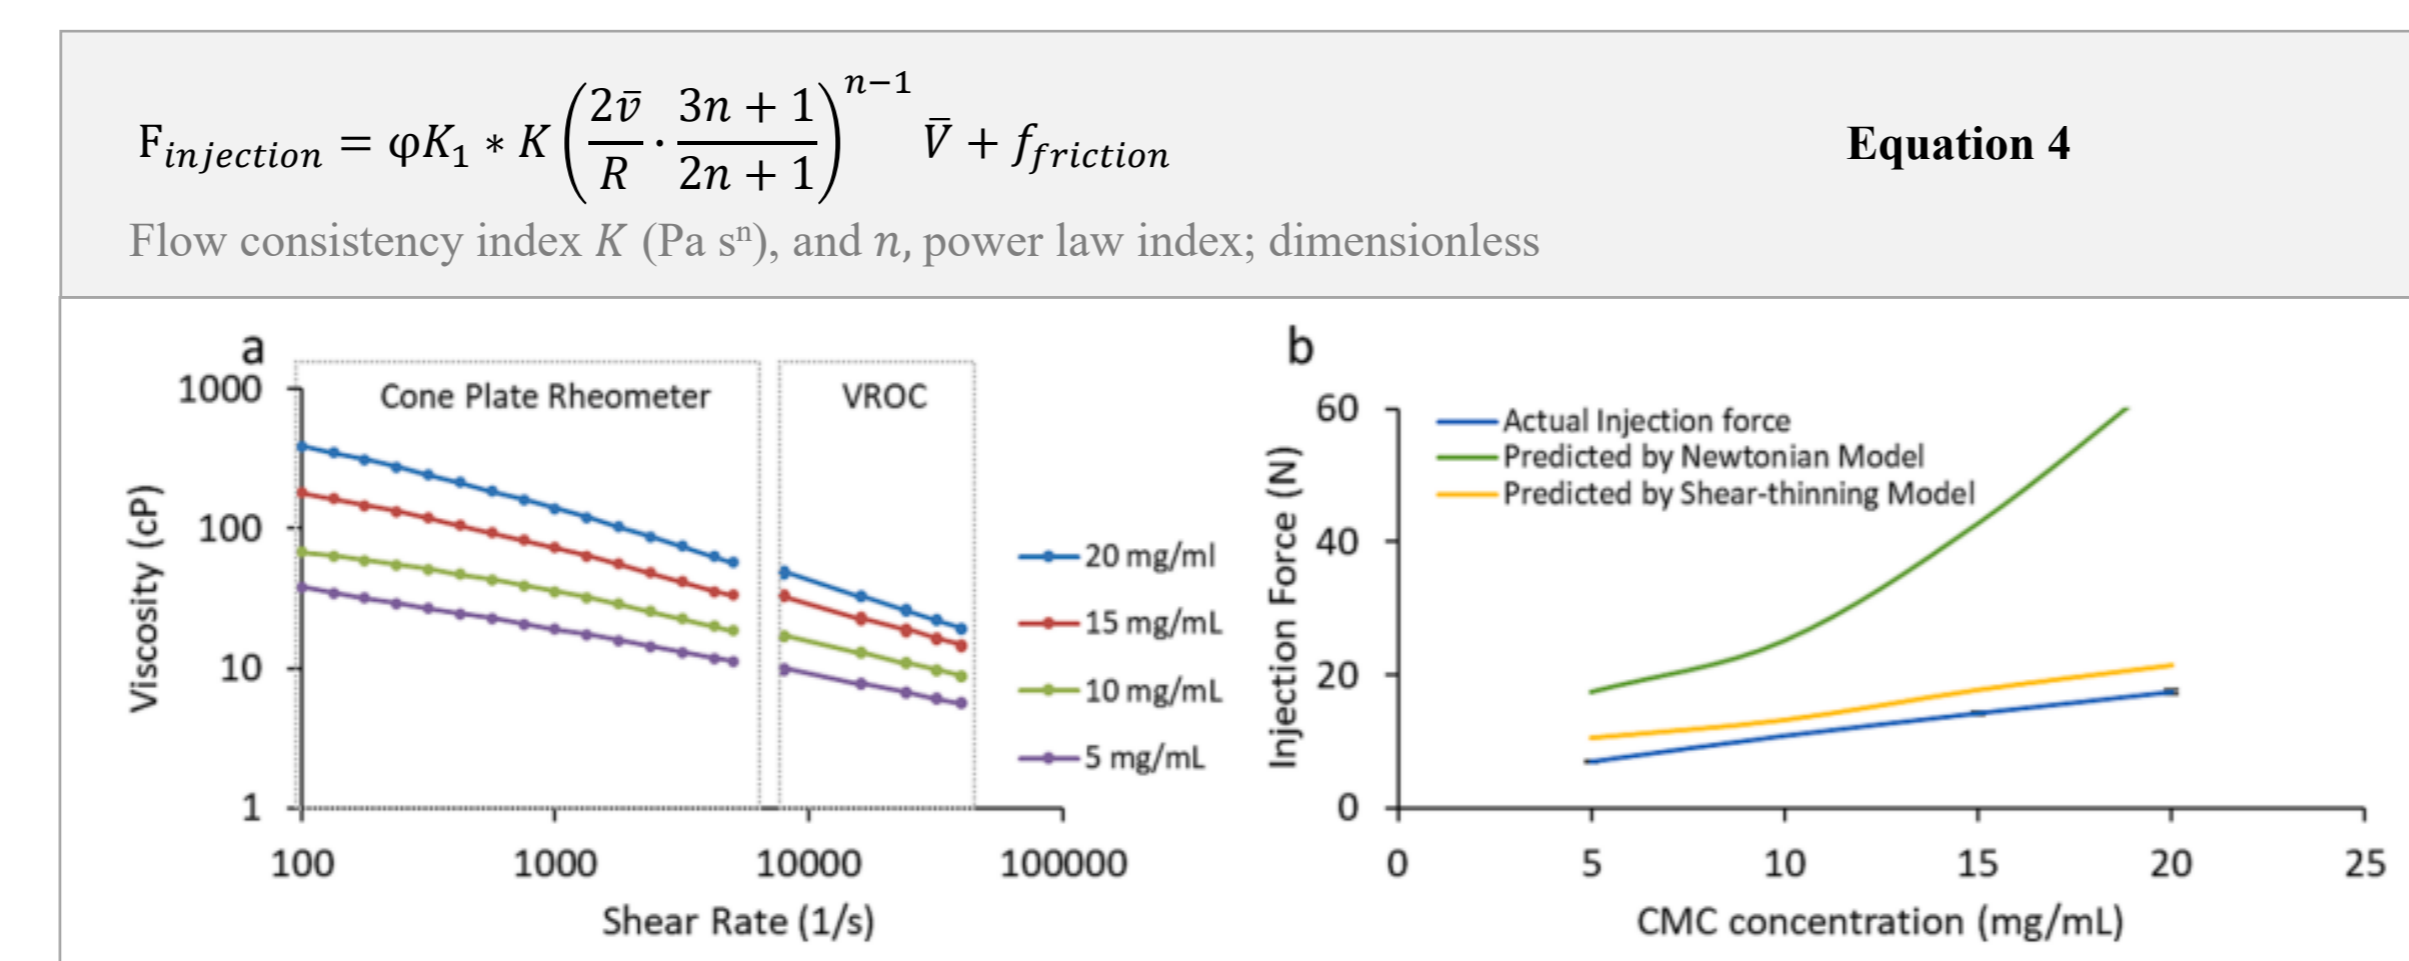 F_injection = φK₁ * K (2v̄/R · 3n + 1/2n + 1)ⁿ⁻¹ V̄ + f_friction
Equation 4
Flow consistency index K (Pa sⁿ), and n, power law index; dimensionless
a
Cone Plate Rheometer
VROC
1000
100
10
1
Viscosity (cP)
100
1000
10000
100000
Shear Rate (1/s)
20 mg/ml
15 mg/mL
10 mg/mL
5 mg/mL
b
Actual Injection force
Predicted by Newtonian Model
Predicted by Shear-thinning Model
60
40
20
0
Injection Force (N)
0
5
10
15
20
25
CMC concentration (mg/mL)